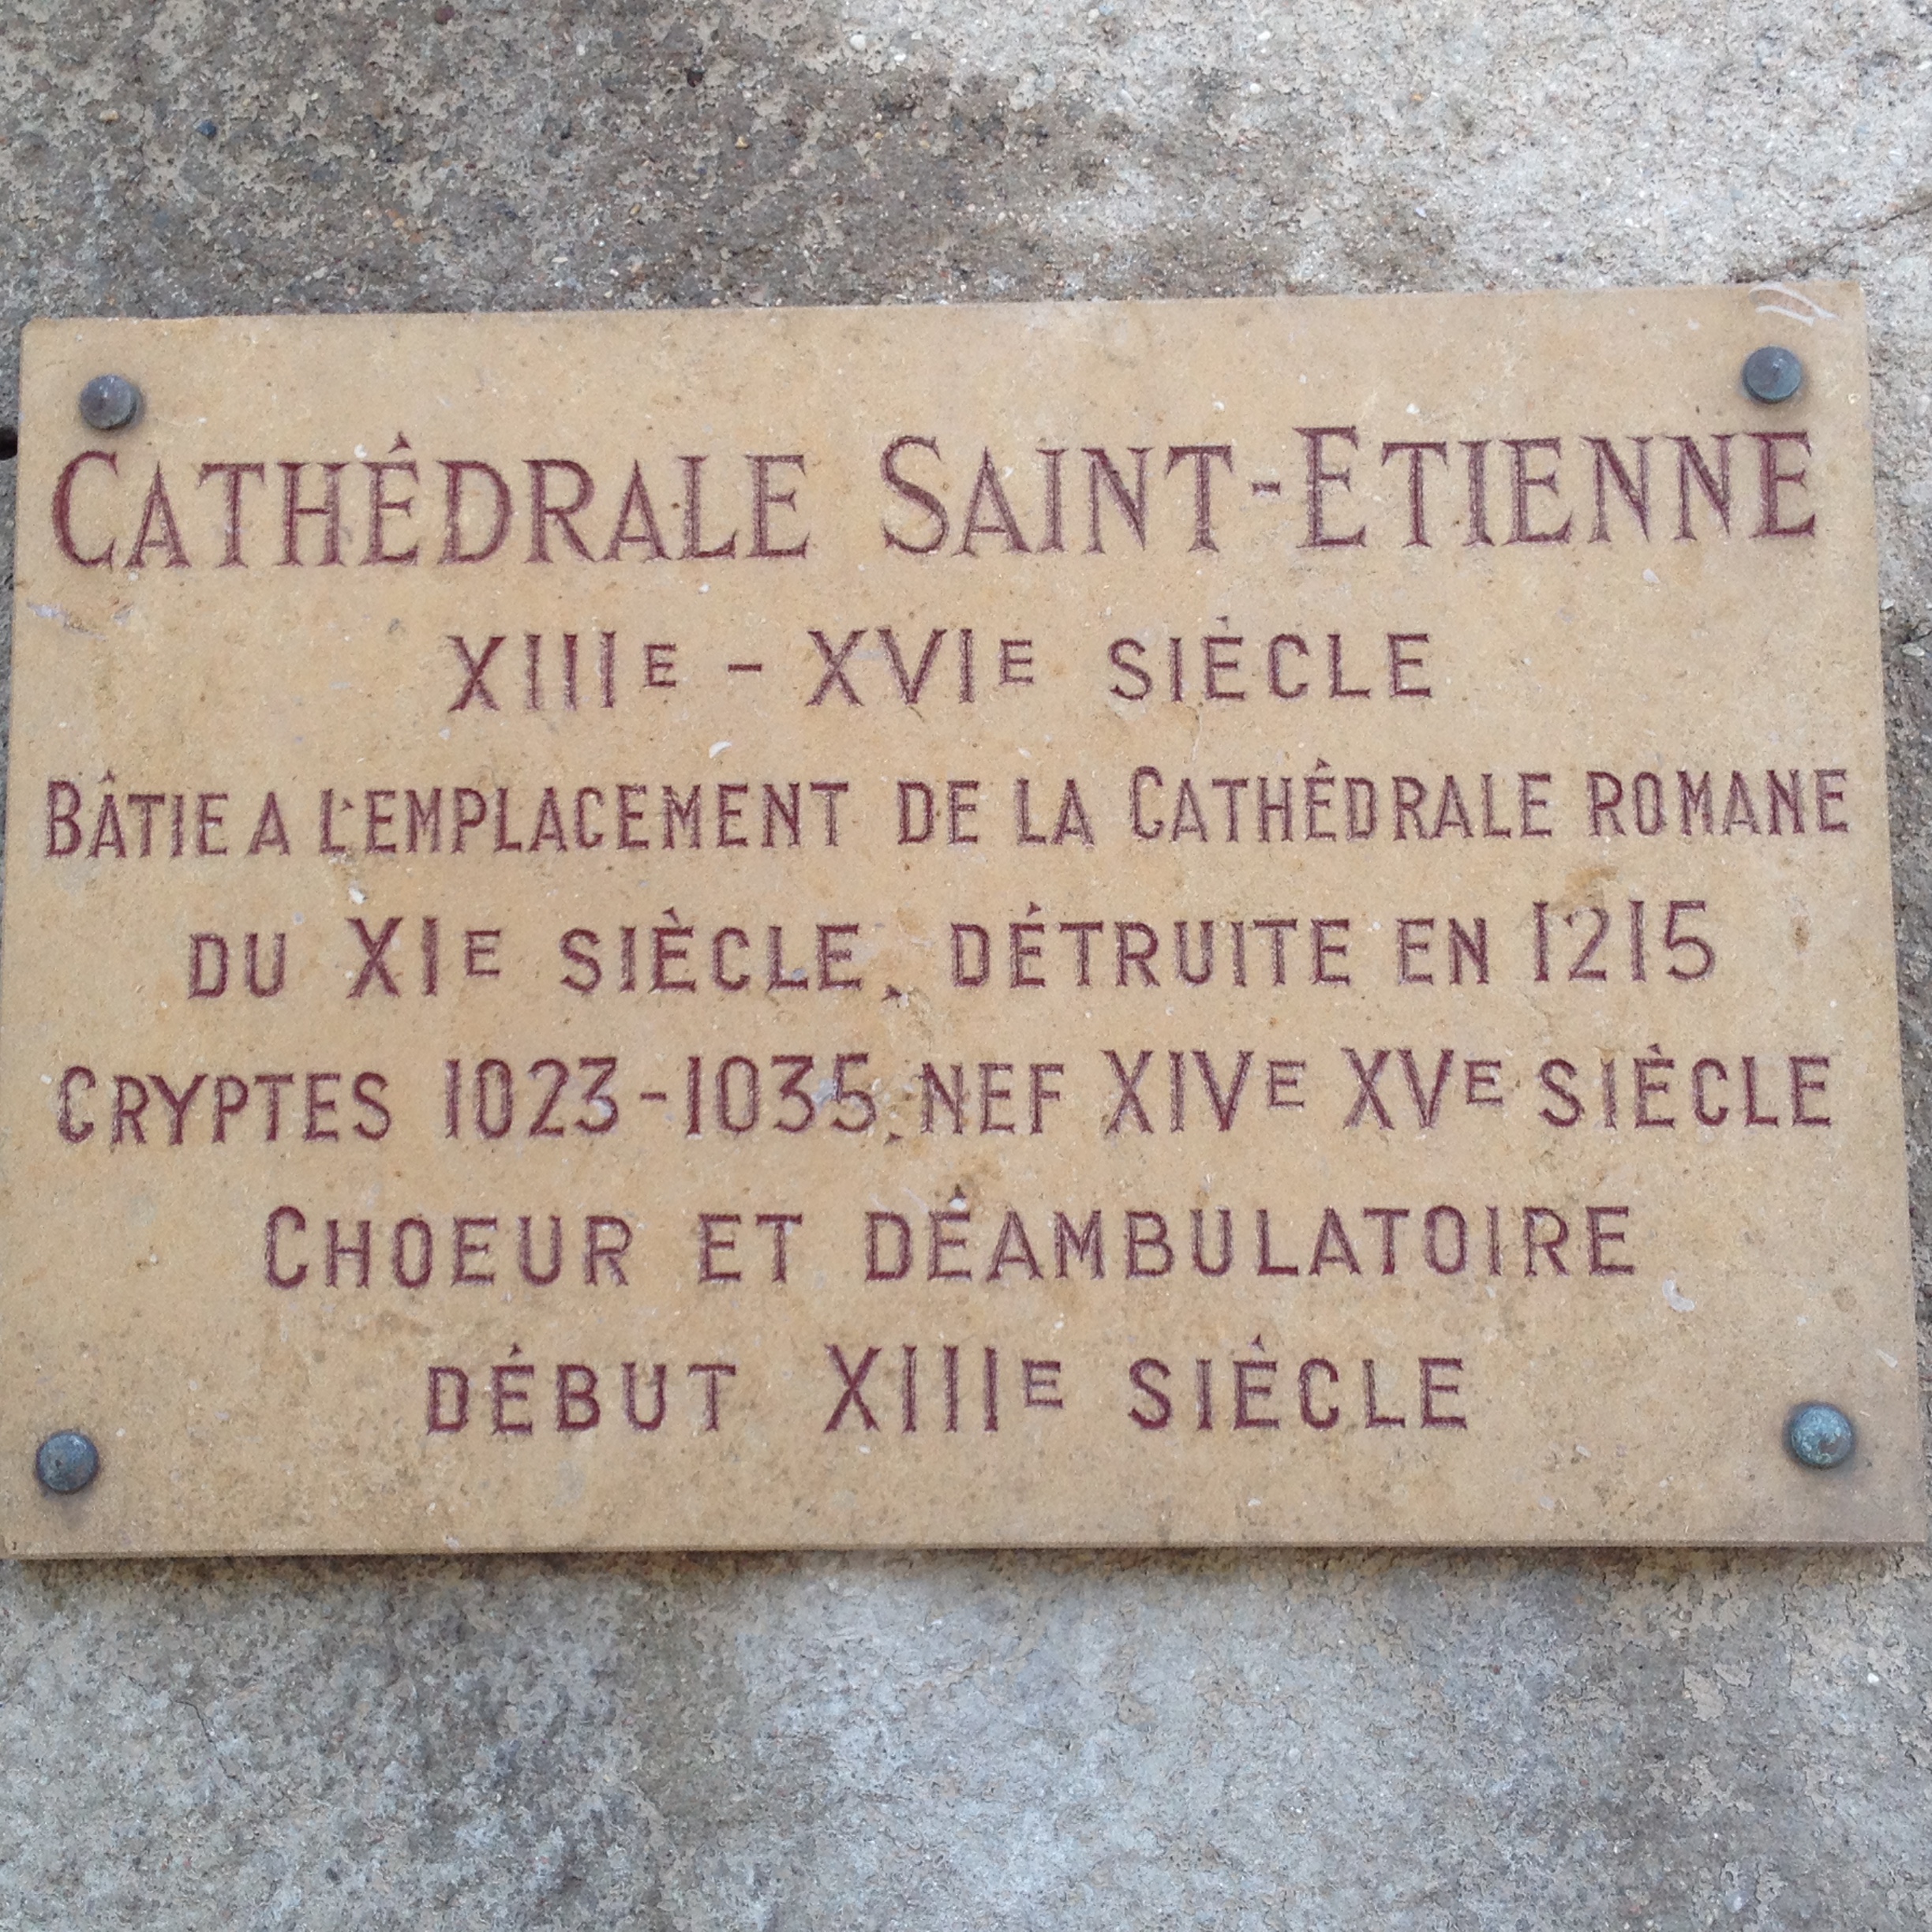 CATHÉDRALE SAINT-ETIENNE
XIIIE - XVIE SIÈCLE
BÂTIE A L'EMPLACEMENT DE LA CATHÉDRALE ROMANE
DU XIE SIÈCLE, DÉTRUITE EN 1215
CRYPTES 1023-1035, NEF XIVE XVE SIÈCLE
CHOEUR ET DÉAMBULATOIRE
DÉBUT XIIIE SIÈCLE